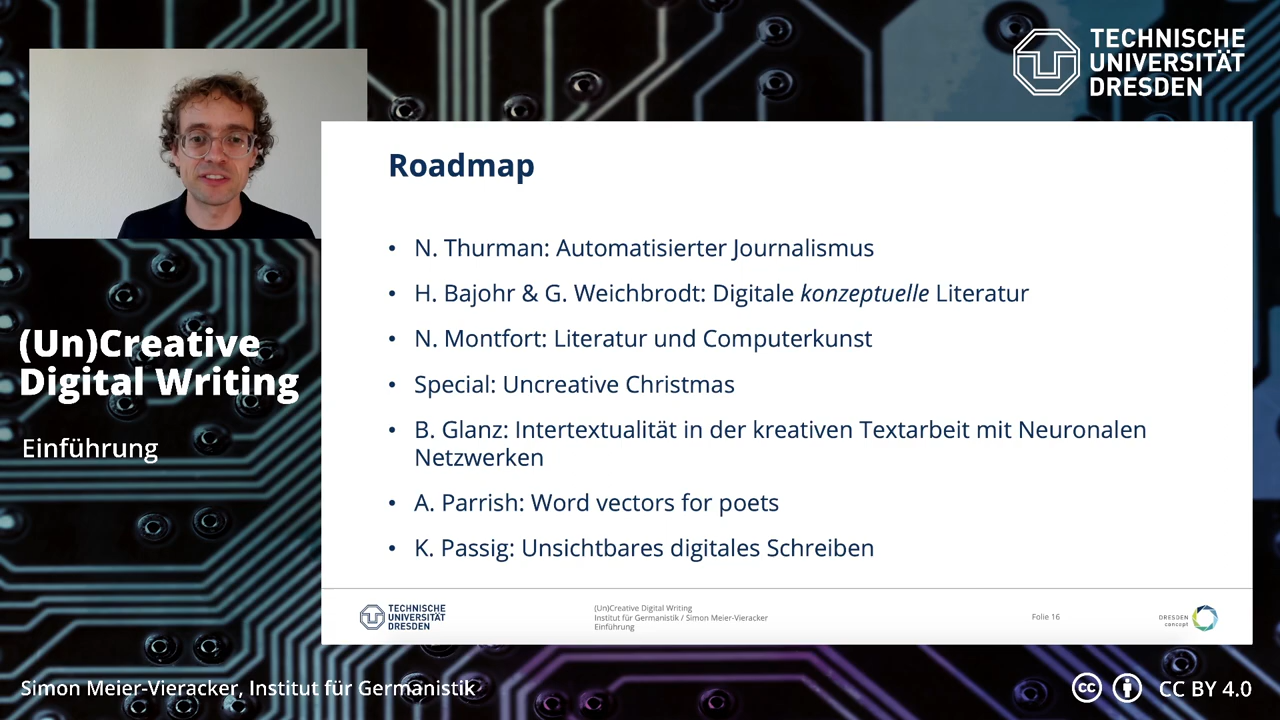 TECHNISCHE
UNIVERSITÄT
DRESDEN
Roadmap
• N. Thurman: Automatisierter Journalismus
• H. Bajohr & G. Weichbrodt: Digitale konzeptuelle Literatur
• N. Montfort: Literatur und Computerkunst
• Special: Uncreative Christmas
• B. Glanz: Intertextualität in der kreativen Textarbeit mit Neuronalen
Netzwerken
• A. Parrish: Word vectors for poets
• K. Passig: Unsichtbares digitales Schreiben
(Un)Creative
Digital Writing
Einführung
TECHNISCHE
UNIVERSITÄT
DRESDEN
(Un)Creative Digital Writing
Institut für Germanistik / Simon Meier-Vieracker
Einführung
Folie 16
DRESDEN
concept
Simon Meier-Vieracker, Institut für Germanistik
cc
CC BY 4.0